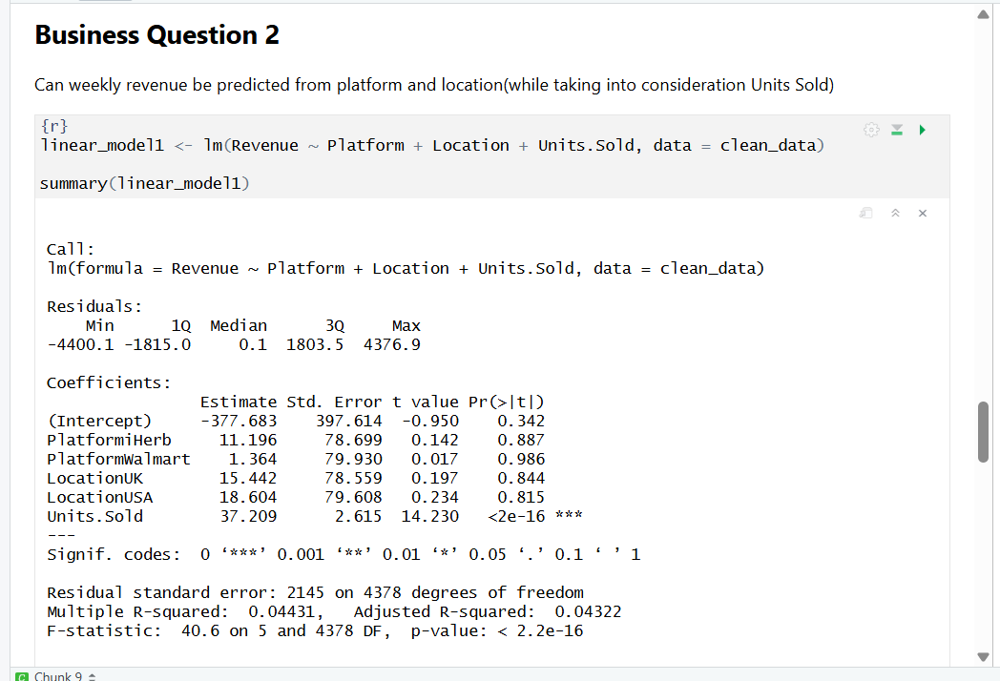 Business Question 2
Can weekly revenue be predicted from platform and location(while taking into consideration Units Sold)
{r}
linear_model1 <- lm(Revenue ~ Platform + Location + Units.Sold, data = clean_data)
summary(linear_model1)
Call:
lm(formula = Revenue ~ Platform + Location + Units.Sold, data = clean_data)
Residuals:
    Min      1Q  Median      3Q     Max
-4400.1 -1815.0     0.1  1803.5  4376.9
Coefficients:
                Estimate Std. Error t value Pr(>|t|)
(Intercept)     -377.683    397.614  -0.950    0.342
PlatformiHerb     11.196     78.699   0.142    0.887
PlatformWalmart    1.364     79.930   0.017    0.986
LocationUK        15.442     78.559   0.197    0.844
LocationUSA       18.604     79.608   0.234    0.815
Units.Sold        37.209      2.615  14.230   <2e-16 ***
---
Signif. codes:  0 ‘***’ 0.001 ‘**’ 0.01 ‘*’ 0.05 ‘.’ 0.1 ‘ ’ 1
Residual standard error: 2145 on 4378 degrees of freedom
Multiple R-squared:  0.04431,	Adjusted R-squared:  0.04322
F-statistic:  40.6 on 5 and 4378 DF,  p-value: < 2.2e-16
C Chunk 9